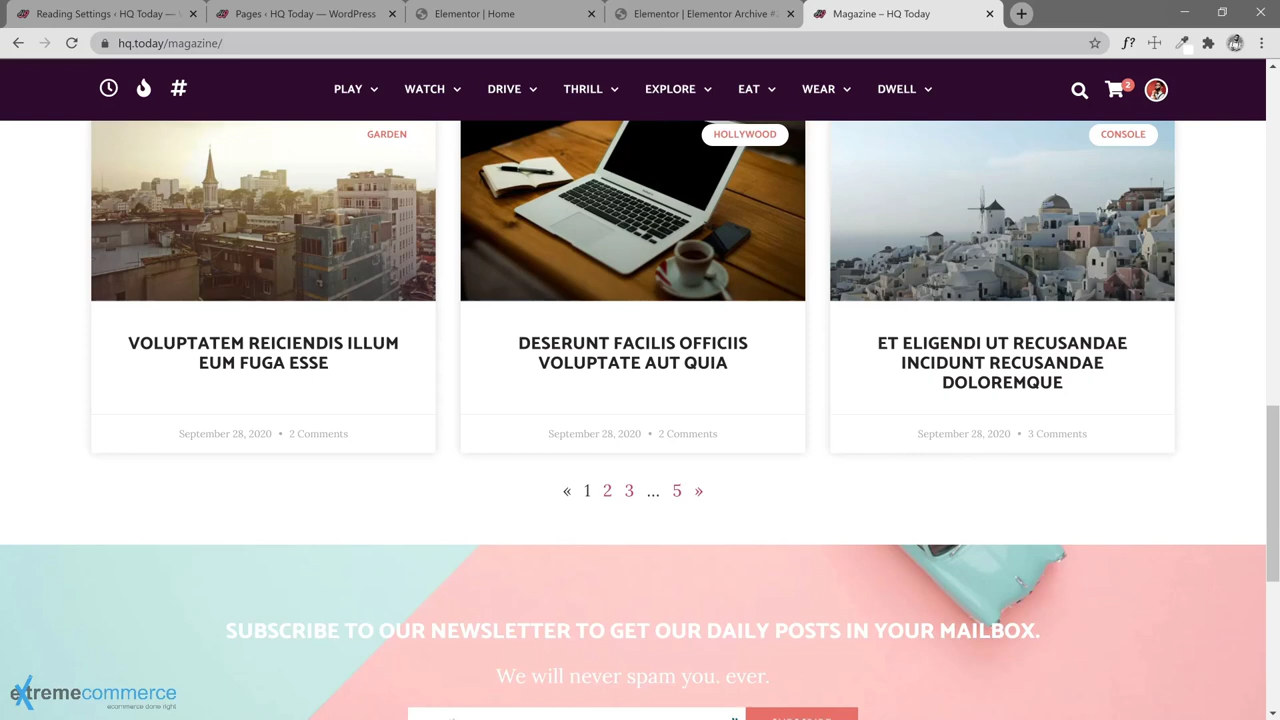 Reading Settings ‹ HQ Today — W
Pages ‹ HQ Today — WordPress
Elementor | Home
Elementor | Elementor Archive #
Magazine – HQ Today
hq.today/magazine/
f?
PLAY WATCH DRIVE THRILL EXPLORE EAT WEAR DWELL
2
GARDEN
HOLLYWOOD
CONSOLE
VOLUPTATEM REICIENDIS ILLUM
EUM FUGA ESSE
DESERUNT FACILIS OFFICIIS
VOLUPTATE AUT QUIA
ET ELIGENDI UT RECUSANDAE
INCIDUNT RECUSANDAE
DOLOREMQUE
September 28, 2020 • 2 Comments
September 28, 2020 • 2 Comments
September 28, 2020 • 3 Comments
« 1 2 3 … 5 »
SUBSCRIBE TO OUR NEWSLETTER TO GET OUR DAILY POSTS IN YOUR MAILBOX.
We will never spam you. ever.
extremecommerce
ecommerce done right